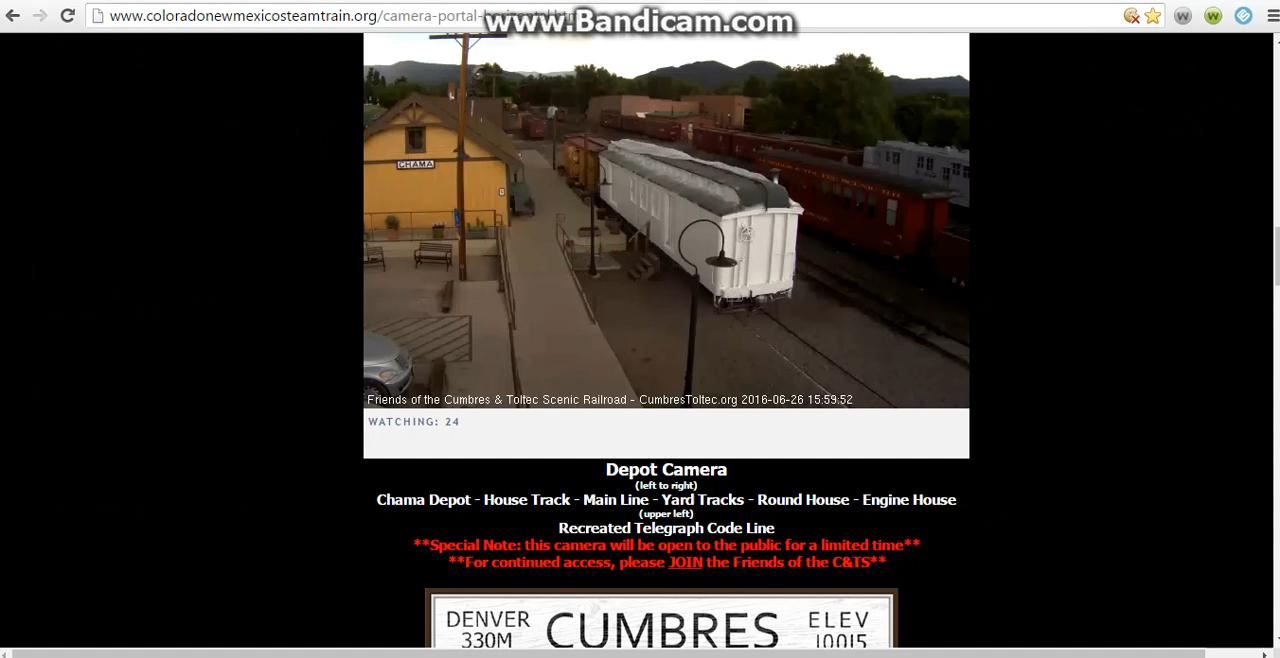 www.coloradonewmexicosteamtrain.org/camera-portal-
www.Bandicam.com
CHAMA
Friends of the Cumbres & Toltec Scenic Railroad - CumbresToltec.org 2016-06-26 15:59:52
WATCHING: 24
Depot Camera
(left to right)
Chama Depot - House Track - Main Line - Yard Tracks - Round House - Engine House
(upper left)
Recreated Telegraph Code Line
**Special Note: this camera will be open to the public for a limited time**
**For continued access, please JOIN the Friends of the C&TS**
DENVER CUMBRES ELEV
330M 10015